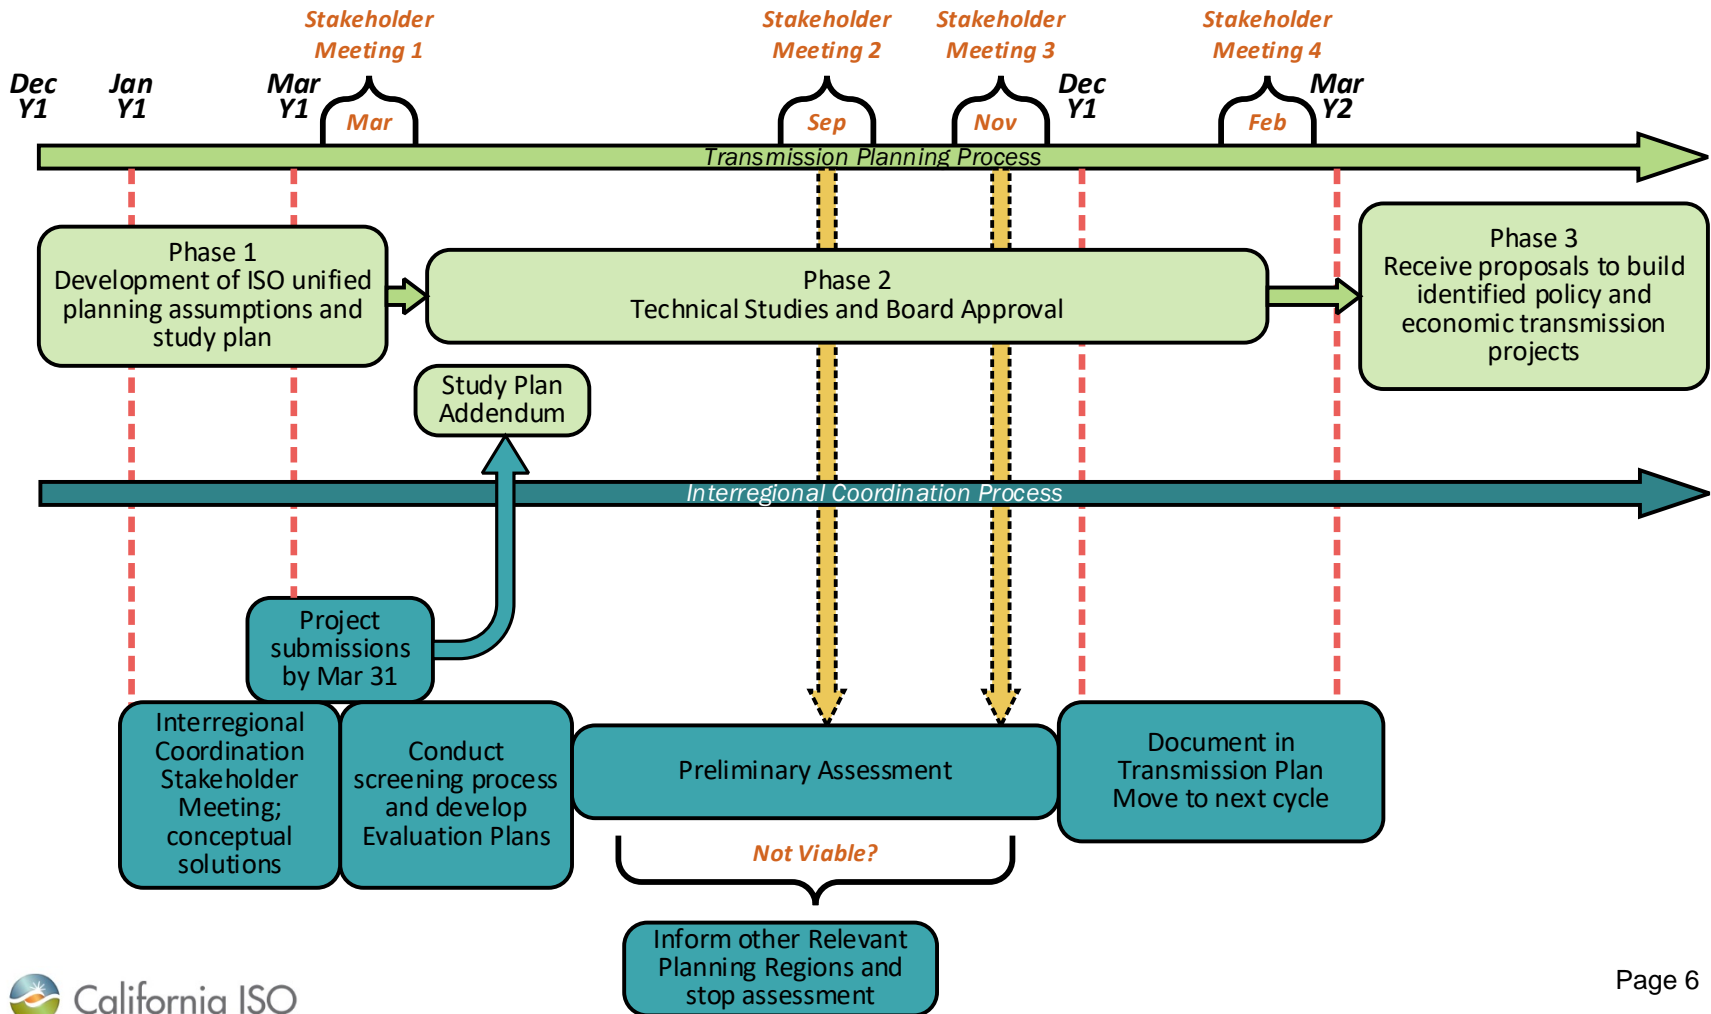 Stakeholder
Meeting 1
Stakeholder
Meeting 2
Stakeholder
Meeting 3
Stakeholder
Meeting 4
Dec
Y1
Jan
Y1
Mar
Y1
Mar
Sep
Nov
Dec
Y1
Feb
Mar
Y2
Transmission Planning Process
Phase 1
Development of ISO unified
planning assumptions and
study plan
Phase 2
Technical Studies and Board Approval
Phase 3
Receive proposals to build
identified policy and
economic transmission
projects
Study Plan
Addendum
Interregional Coordination Process
Project
submissions
by Mar 31
Interregional
Coordination
Stakeholder
Meeting;
conceptual
solutions
Conduct
screening process
and develop
Evaluation Plans
Preliminary Assessment
Document in
Transmission Plan
Move to next cycle
Not Viable?
Inform other Relevant
Planning Regions and
stop assessment
California ISO
Page 6